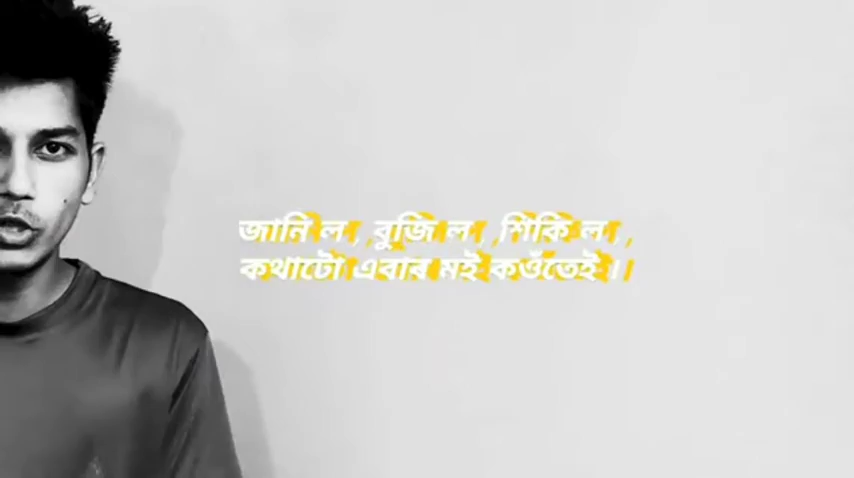 জানি ল , বুজি ল , শিকি ল ,
কথাটো এবাৰ মই কওঁতেই ।